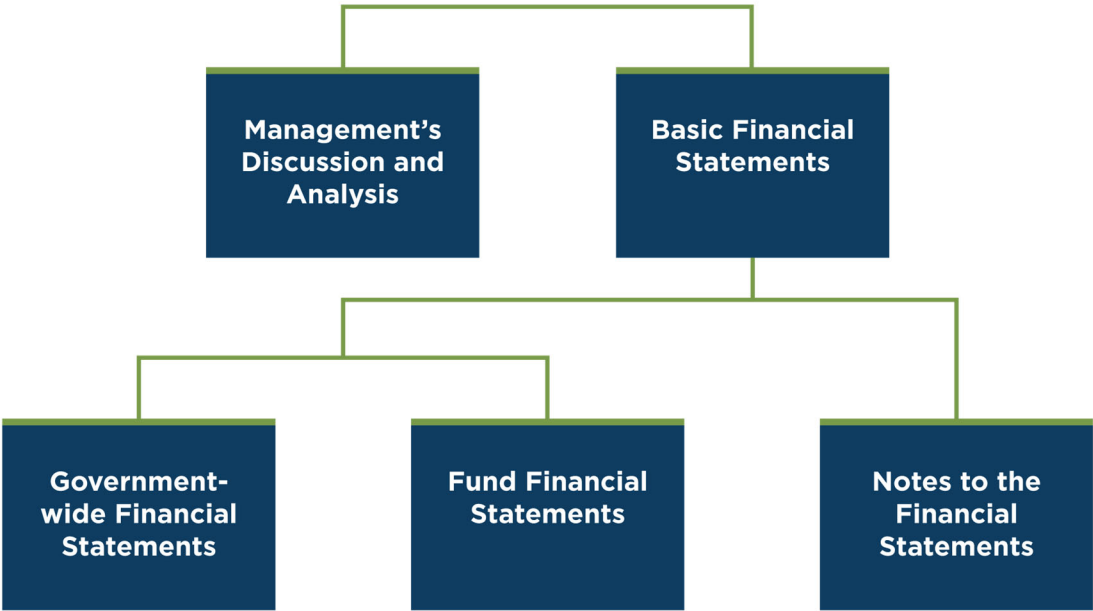 Management’s
Discussion and
Analysis
Basic Financial
Statements
Government-
wide Financial
Statements
Fund Financial
Statements
Notes to the
Financial
Statements